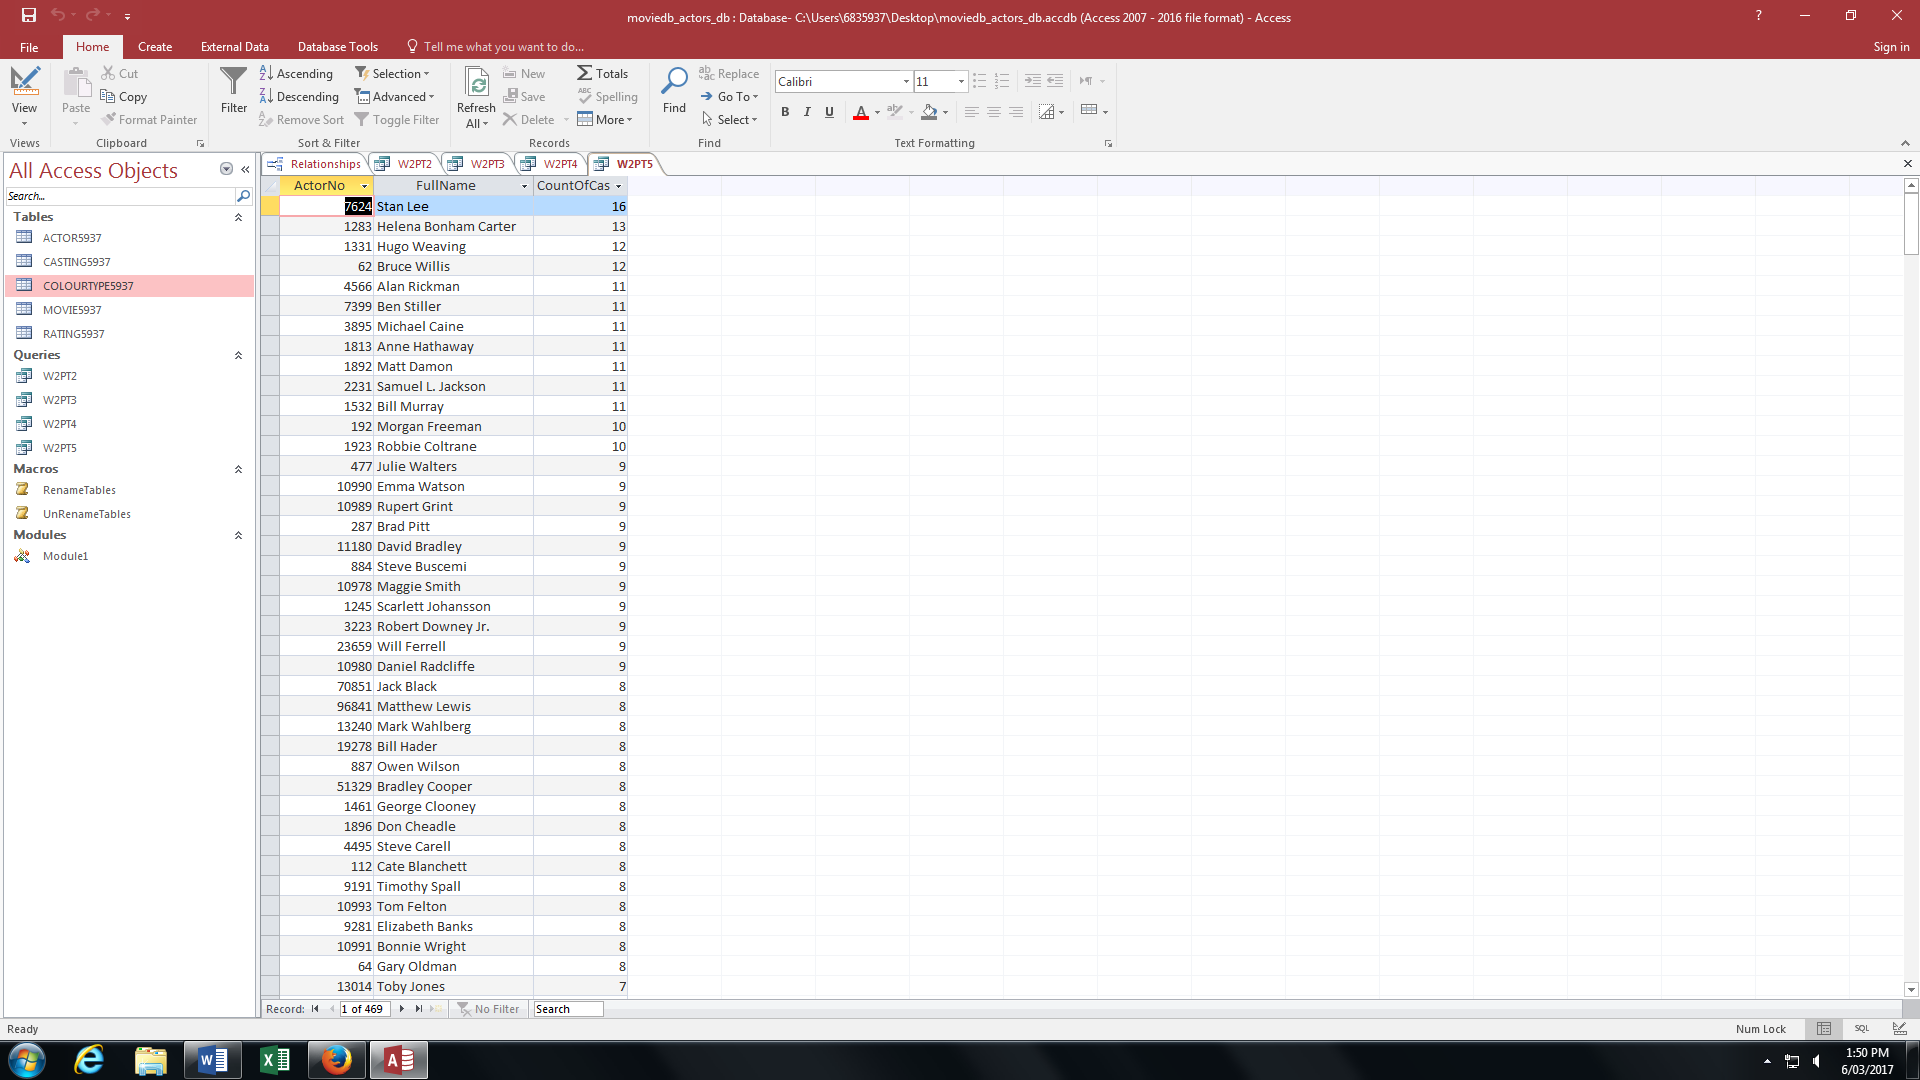 moviedb_actors_db : Database- C:\Users\6835937\Desktop\moviedb_actors_db.accdb (Access 2007 - 2016 file format) - Access
File Home Create External Data Database Tools Tell me what you want to do... Sign in
View
Views
Paste
Cut
Copy
Format Painter
Clipboard
Filter
Ascending
Descending
Remove Sort
Selection
Advanced
Toggle Filter
Sort & Filter
Refresh
All
New
Save
Delete
Totals
Spelling
More
Records
Find
Replace
Go To
Select
Find
Calibri 11
B I U A
Text Formatting
All Access Objects
Search...
Tables
ACTOR5937
CASTING5937
COLOURTYPE5937
MOVIE5937
RATING5937
Queries
W2PT2
W2PT3
W2PT4
W2PT5
Macros
RenameTables
UnRenameTables
Modules
Module1
Relationships W2PT2 W2PT3 W2PT4 W2PT5
ActorNo FullName CountOfCas
7624 Stan Lee 16
1283 Helena Bonham Carter 13
1331 Hugo Weaving 12
62 Bruce Willis 12
4566 Alan Rickman 11
7399 Ben Stiller 11
3895 Michael Caine 11
1813 Anne Hathaway 11
1892 Matt Damon 11
2231 Samuel L. Jackson 11
1532 Bill Murray 11
192 Morgan Freeman 10
1923 Robbie Coltrane 10
477 Julie Walters 9
10990 Emma Watson 9
10989 Rupert Grint 9
287 Brad Pitt 9
11180 David Bradley 9
884 Steve Buscemi 9
10978 Maggie Smith 9
1245 Scarlett Johansson 9
3223 Robert Downey Jr. 9
23659 Will Ferrell 9
10980 Daniel Radcliffe 9
70851 Jack Black 8
96841 Matthew Lewis 8
13240 Mark Wahlberg 8
19278 Bill Hader 8
887 Owen Wilson 8
51329 Bradley Cooper 8
1461 George Clooney 8
1896 Don Cheadle 8
4495 Steve Carell 8
112 Cate Blanchett 8
9191 Timothy Spall 8
10993 Tom Felton 8
9281 Elizabeth Banks 8
10991 Bonnie Wright 8
64 Gary Oldman 8
13014 Toby Jones 7
Record: 1 of 469 No Filter Search
Ready Num Lock SQL
1:50 PM
6/03/2017